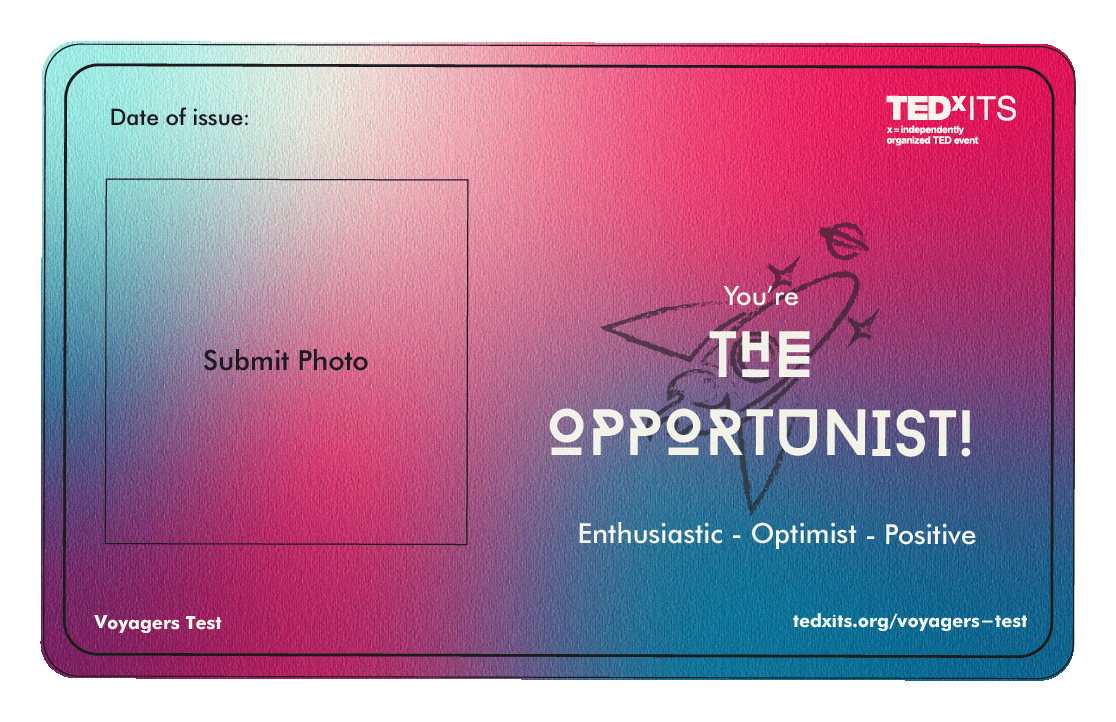 Date of issue:
TEDxITS
x = independently
organized TED event
Submit Photo
You're
THE
OPPORTUNIST!
Enthusiastic - Optimist - Positive
Voyagers Test
tedxits.org/voyagers-test